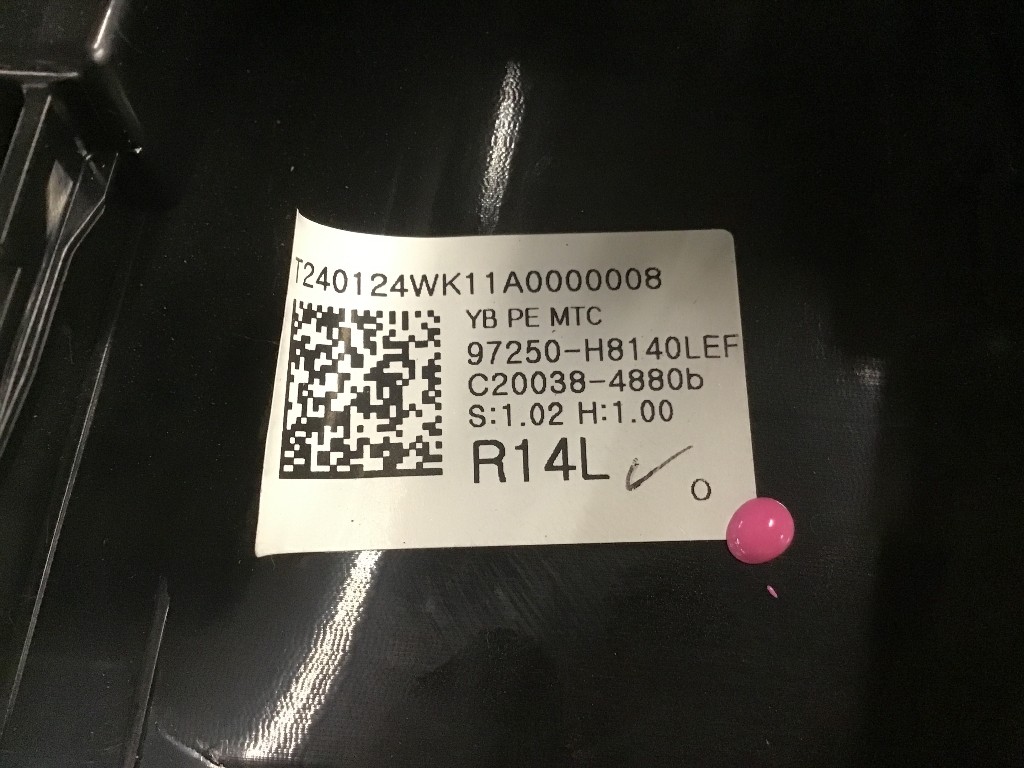 T240124WK11A0000008
YB PE MTC
97250-H8140LEF
C20038-4880b
S:1.02 H:1.00
R14L
O